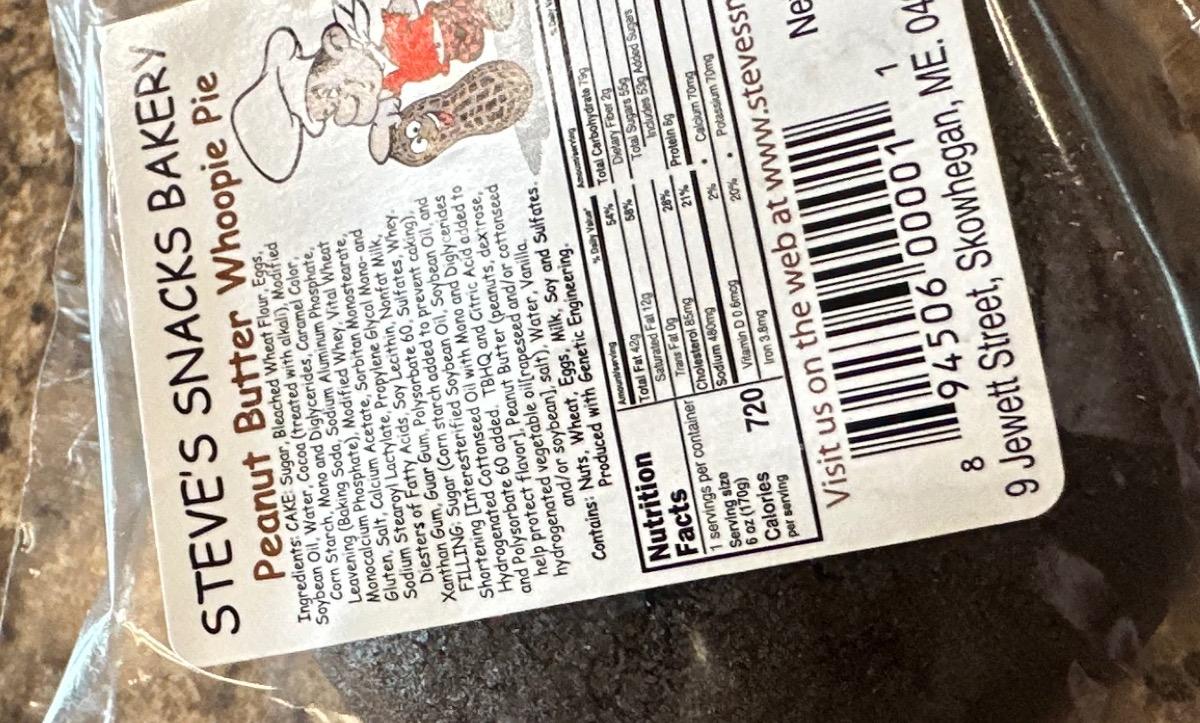 STEVE'S SNACKS BAKERY
Peanut Butter Whoopie Pie
Ingredients: CAKE: Sugar, Bleached Wheat Flour, Eggs,
Soybean Oil, Water, Cocoa (treated with alkali), Modified
Corn Starch, Mono and Diglycerides, Caramel Color,
Leavening (Baking Soda, Sodium Aluminum Phosphate,
Monocalcium Phosphate), Modified Whey, Vital Wheat
Gluten, Salt, Calcium Acetate, Sorbitan Monostearate,
Sodium Stearoyl Lactylate, Propylene Glycol Mono- and
Diesters of Fatty Acids, Soy Lecithin, Nonfat Milk,
Xanthan Gum, Guar Gum, Polysorbate 60, Sulfates, Whey.
FILLING: Sugar (Corn starch added to prevent caking),
Shortening [Interesterified Soybean Oil, Soybean Oil, and
Hydrogenated Cottonseed Oil with Mono and Diglycerides
and Polysorbate 60 added. TBHQ and Citric Acid added to
help protect flavor], Peanut Butter (peanuts, dextrose,
hydrogenated vegetable oil[rapeseed and/or cottonseed
and/or soybean], salt) Water, Vanilla.
Contains: Nuts, Wheat, Eggs, Milk, Soy and Sulfates.
Produced with Genetic Engineering.
Nutrition
Facts
1 servings per container
Serving size
6 oz (170g)
Calories 720
per serving
Amount/serving % Daily Value*
Total Fat 42g 54%
Saturated Fat 12g 58%
Trans Fat 0g
Cholesterol 85mg 28%
Sodium 480mg 21%
Amount/serving % Daily V
Total Carbohydrate 75g
Dietary Fiber 2g
Total Sugars 55g
Includes 53g Added Sugars
Protein 6g
Vitamin D 0.6mcg 2% • Calcium 70mg
Iron 3.6mg 20% • Potassium 70mg
Visit us on the web at www.stevessn
Ne
8 94506 00001 1
9 Jewett Street, Skowhegan, ME. 04